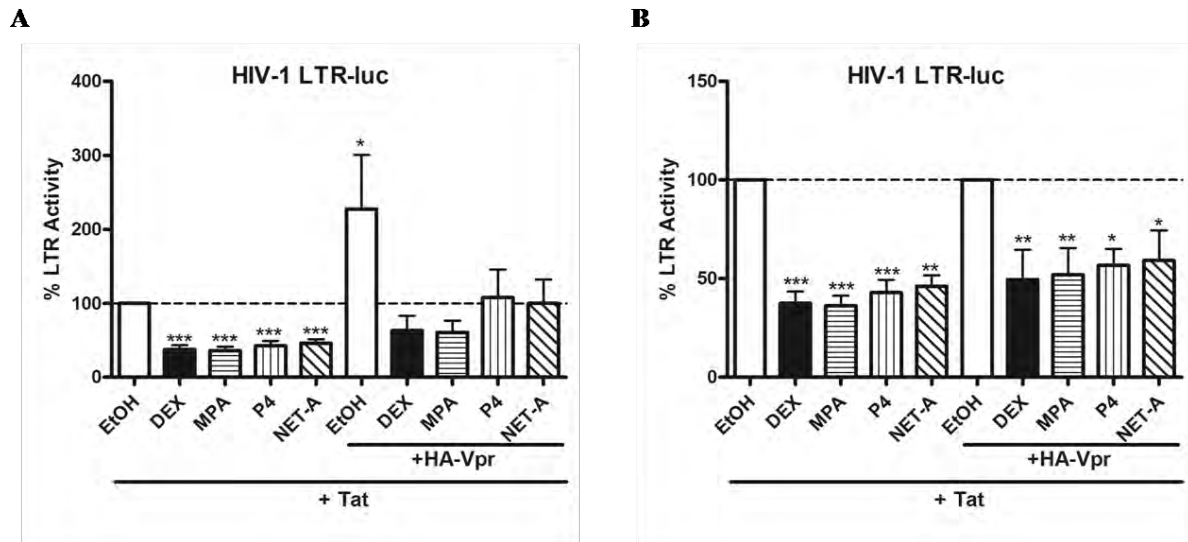 A
HIV-1 LTR-luc
% LTR Activity
400
300
200
100
0
*
***
***
***
***
EtOH
DEX
MPA
P4
NET-A
EtOH
DEX
MPA
P4
NET-A
+HA-Vpr
+ Tat
B
HIV-1 LTR-luc
% LTR Activity
150
100
50
0
***
***
***
**
**
**
*
*
EtOH
DEX
MPA
P4
NET-A
EtOH
DEX
MPA
P4
NET-A
+HA-Vpr
+ Tat